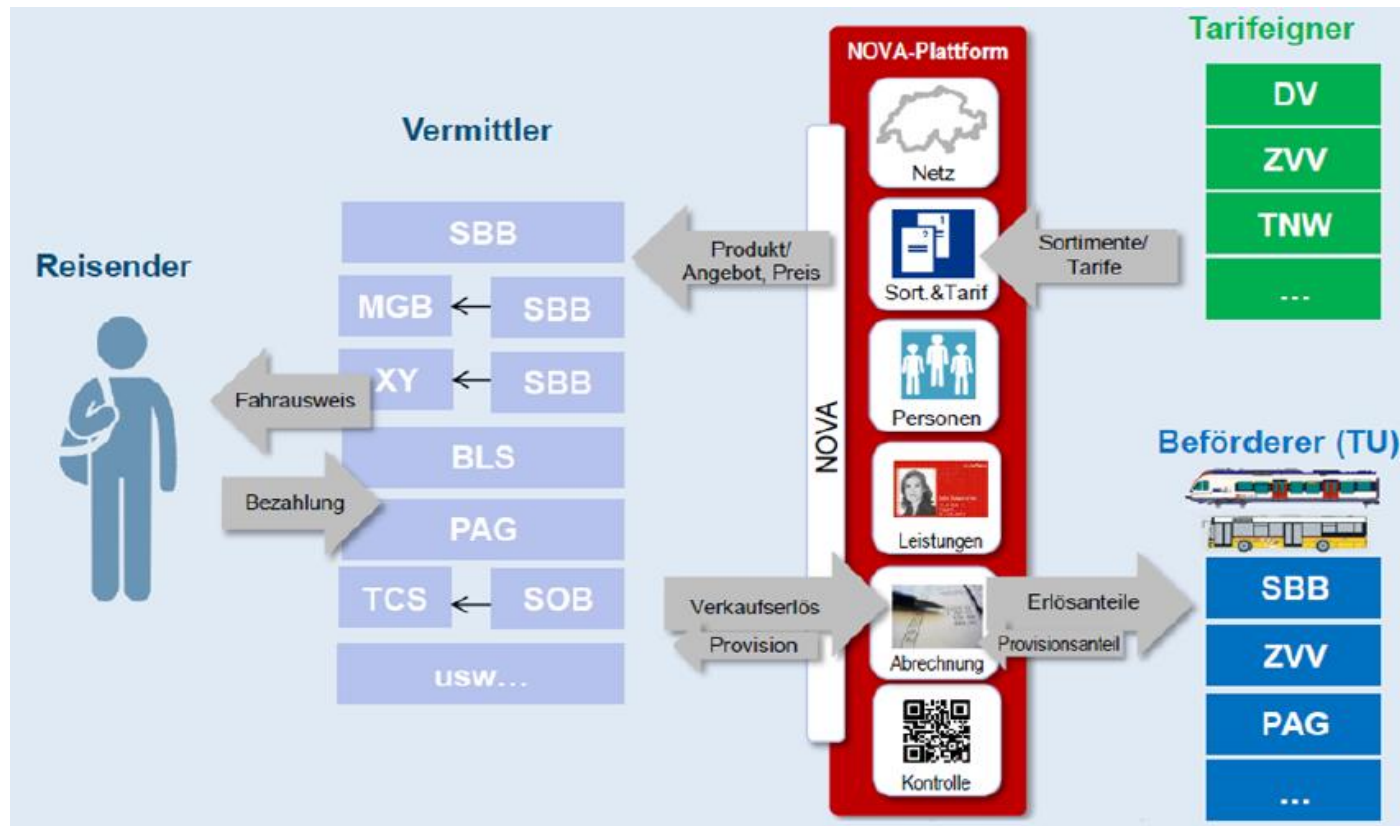 Reisender
Fahrausweis
Bezahlung
Vermittler
SBB
MGB
SBB
XY
SBB
BLS
PAG
TCS
SOB
usw...
Produkt/
Angebot, Preis
Verkaufserlös
Provision
NOVA
NOVA-Plattform
Netz
Sort.&Tarif
Personen
Leistungen
Abrechnung
Kontrolle
Sortimente/
Tarife
Erlösanteile
Provisionsanteil
Tarifeigner
DV
ZVV
TNW
...
Beförderer (TU)
SBB
ZVV
PAG
...